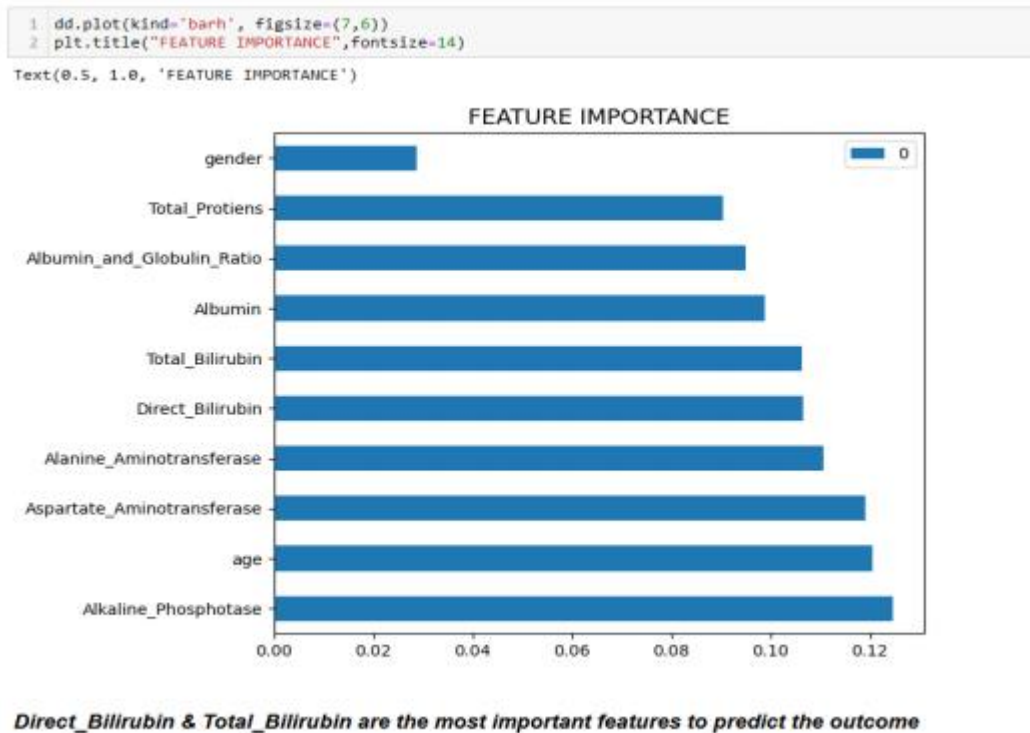 1 dd.plot(kind='barh', figsize=(7,6))
2 plt.title("FEATURE IMPORTANCE",fontsize=14)
Text(0.5, 1.0, 'FEATURE IMPORTANCE')
FEATURE IMPORTANCE
0
gender
Total_Protiens
Albumin_and_Globulin_Ratio
Albumin
Total_Bilirubin
Direct_Bilirubin
Alanine_Aminotransferase
Aspartate_Aminotransferase
age
Alkaline_Phosphotase
0.00 0.02 0.04 0.06 0.08 0.10 0.12
Direct_Bilirubin & Total_Bilirubin are the most important features to predict the outcome